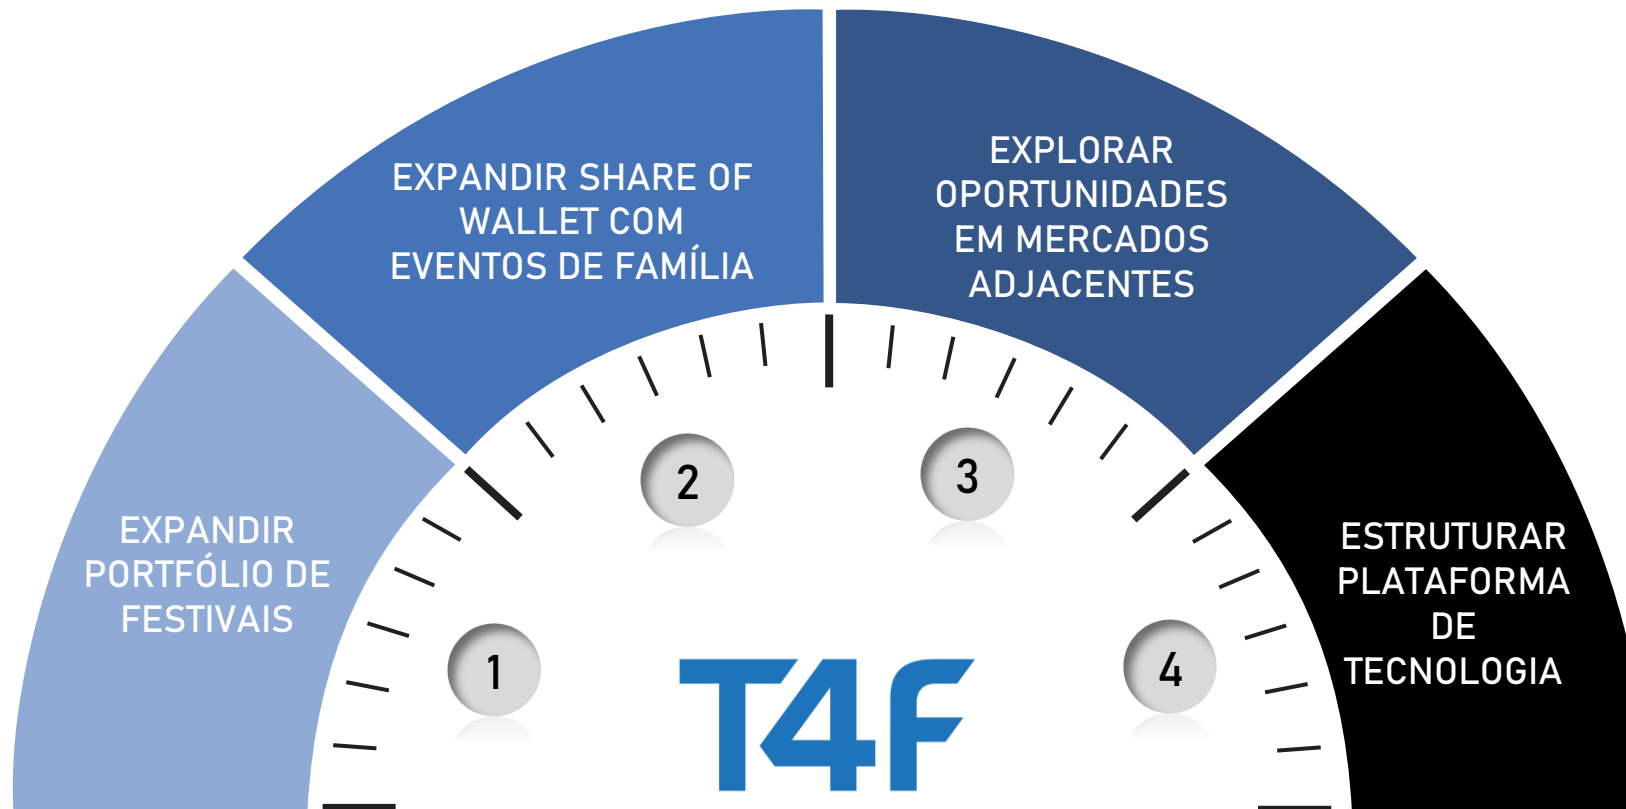 EXPANDIR
PORTFÓLIO DE
FESTIVAIS
1
EXPANDIR SHARE OF
WALLET COM
EVENTOS DE FAMÍLIA
2
EXPLORAR
OPORTUNIDADES
EM MERCADOS
ADJACENTES
3
ESTRUTURAR
PLATAFORMA
DE
TECNOLOGIA
4
T4F